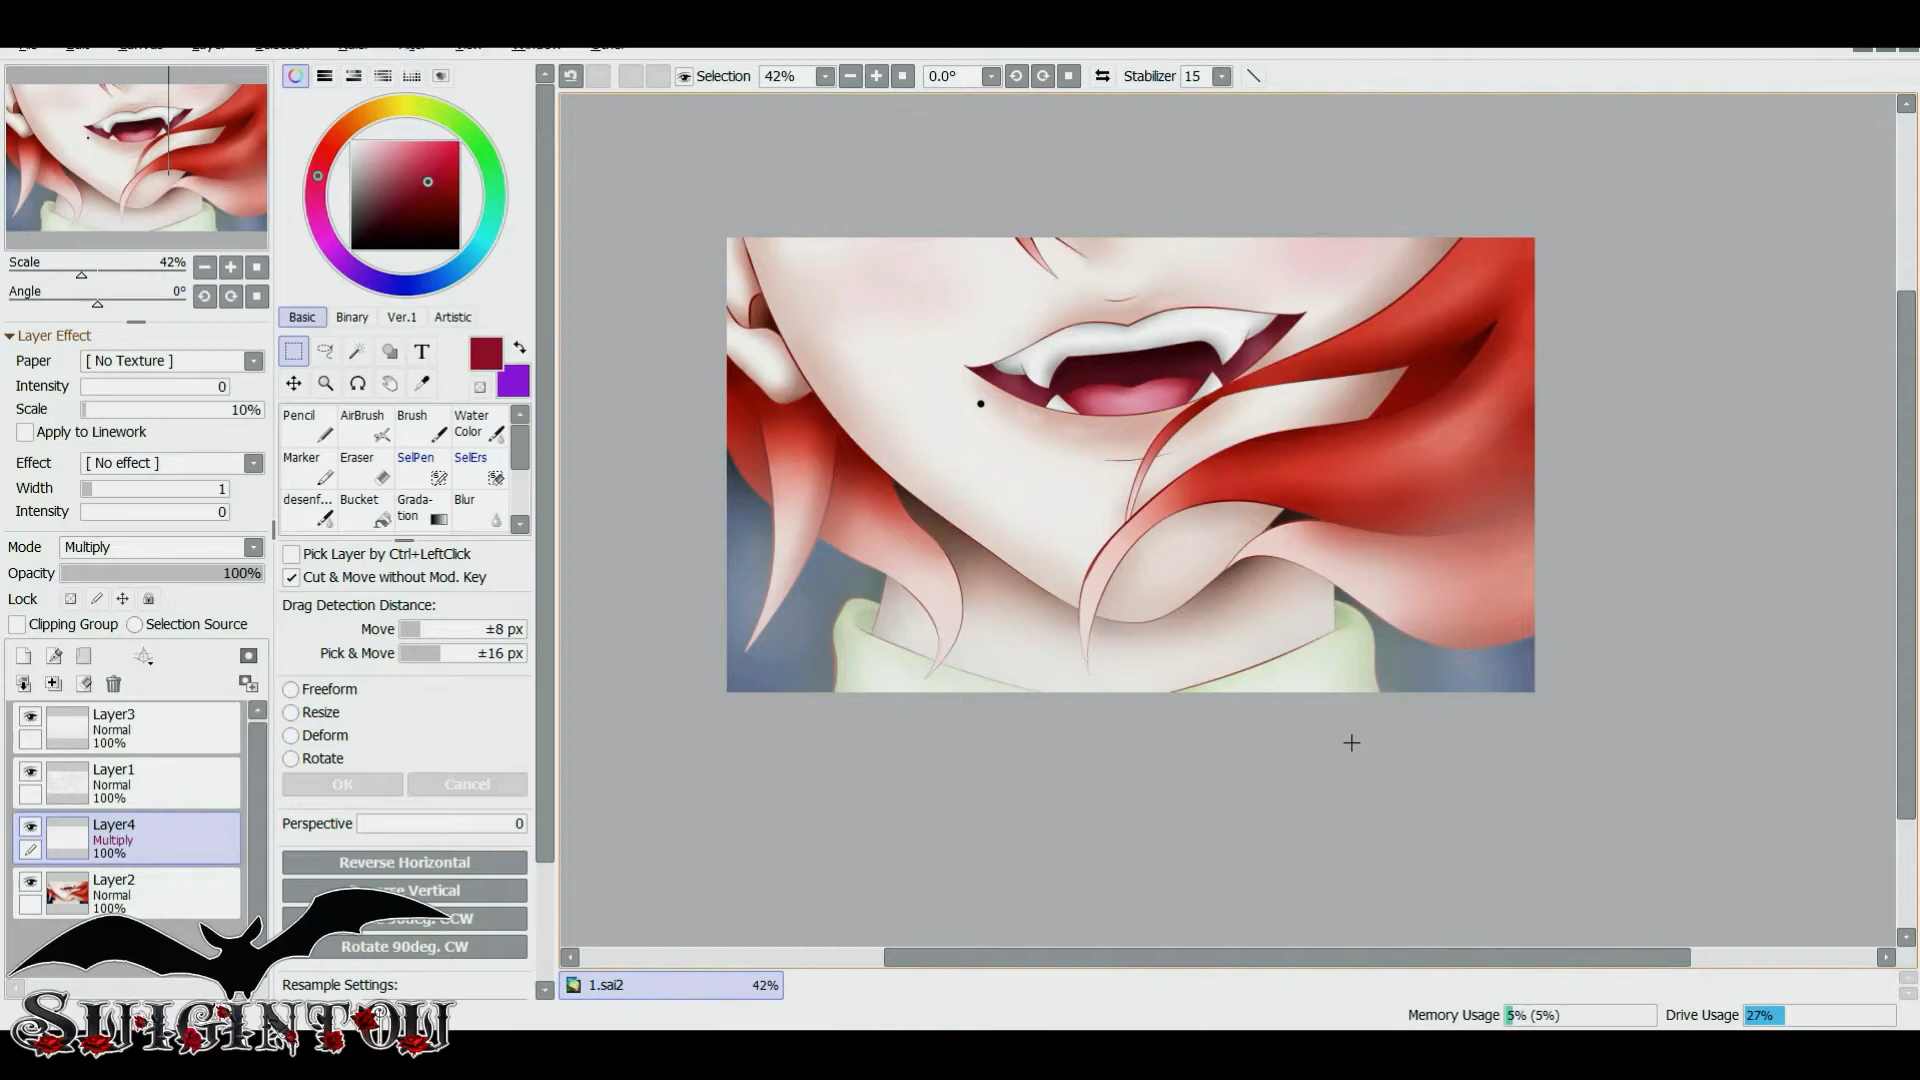 Selection 42% 0.0° Stabilizer 15
Scale 42%
Angle 0°
Layer Effect
Paper [ No Texture ]
Intensity 0
Scale 10%
Apply to Linework
Effect [ No effect ]
Width 1
Intensity 0
Mode Multiply
Opacity 100%
Lock
Clipping Group Selection Source
Layer3
Normal
100%
Layer1
Normal
100%
Layer4
Multiply
100%
Layer2
Normal
100%
Basic Binary Ver.1 Artistic
T
Pencil AirBrush Brush Water Color
Marker Eraser SelPen SelErs
desenf... Bucket Grada-tion Blur
Pick Layer by Ctrl+LeftClick
Cut & Move without Mod. Key
Drag Detection Distance:
Move ±8 px
Pick & Move ±16 px
Freeform
Resize
Deform
Rotate
OK Cancel
Perspective 0
Reverse Horizontal
Vertical
CCW
Rotate 90deg. CW
Resample Settings:
1.sai2 42%
Memory Usage 5% (5%) Drive Usage 27%
SUIGINTOU